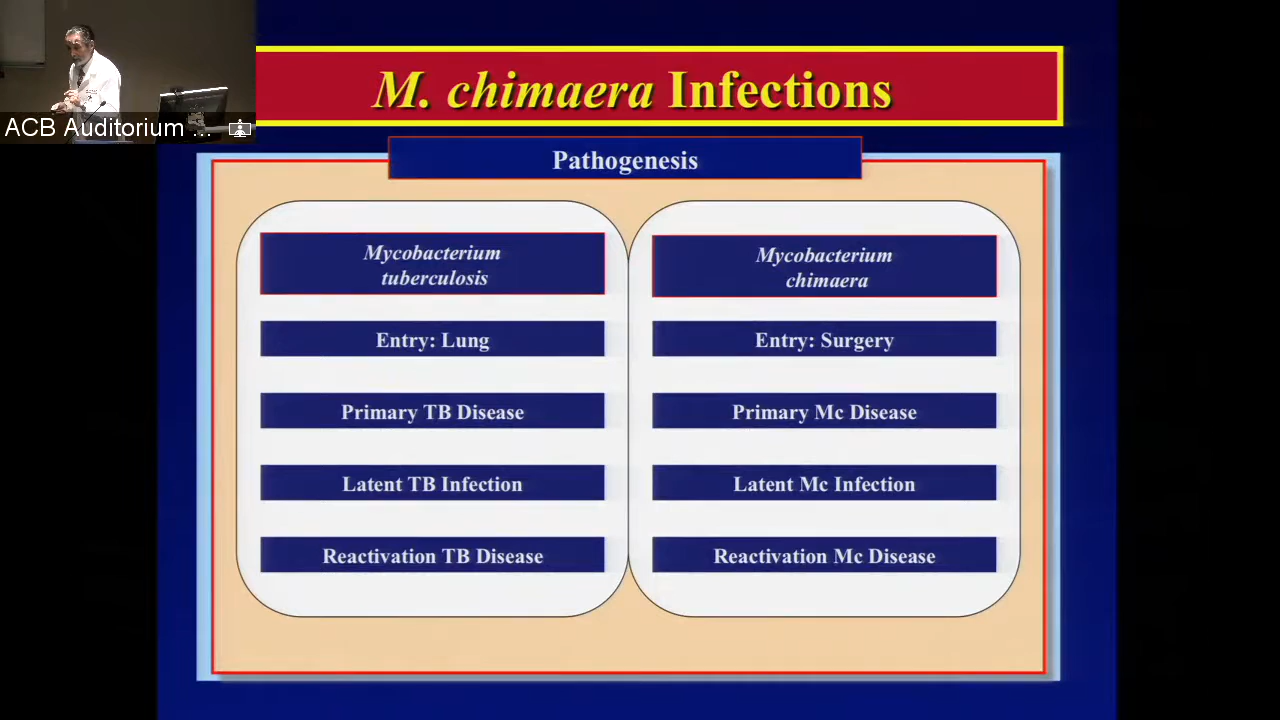 M. chimaera Infections
ACB Auditorium ...
Pathogenesis
Mycobacterium
tuberculosis
Entry: Lung
Primary TB Disease
Latent TB Infection
Reactivation TB Disease
Mycobacterium
chimaera
Entry: Surgery
Primary Mc Disease
Latent Mc Infection
Reactivation Mc Disease